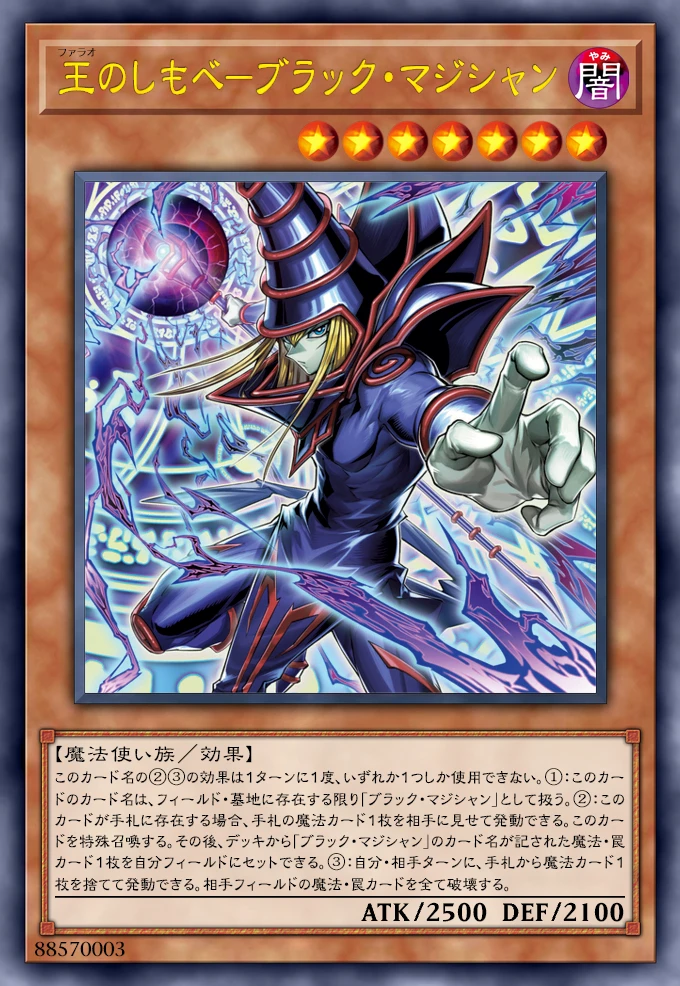 ファラオ
王のしもべーブラック・マジシャン
やみ
闇
【魔法使い族／効果】
このカード名の②③の効果は1ターンに1度、いずれか1つしか使用できない。①：このカー
ドのカード名は、フィールド・墓地に存在する限り「ブラック・マジシャン」として扱う。②：この
カードが手札に存在する場合、手札の魔法カード1枚を相手に見せて発動できる。このカー
ドを特殊召喚する。その後、デッキから「ブラック・マジシャン」のカード名が記された魔法・罠
カード1枚を自分フィールドにセットできる。③：自分・相手ターンに、手札から魔法カード1
枚を捨てて発動できる。相手フィールドの魔法・罠カードを全て破壊する。
ATK/2500 DEF/2100
88570003